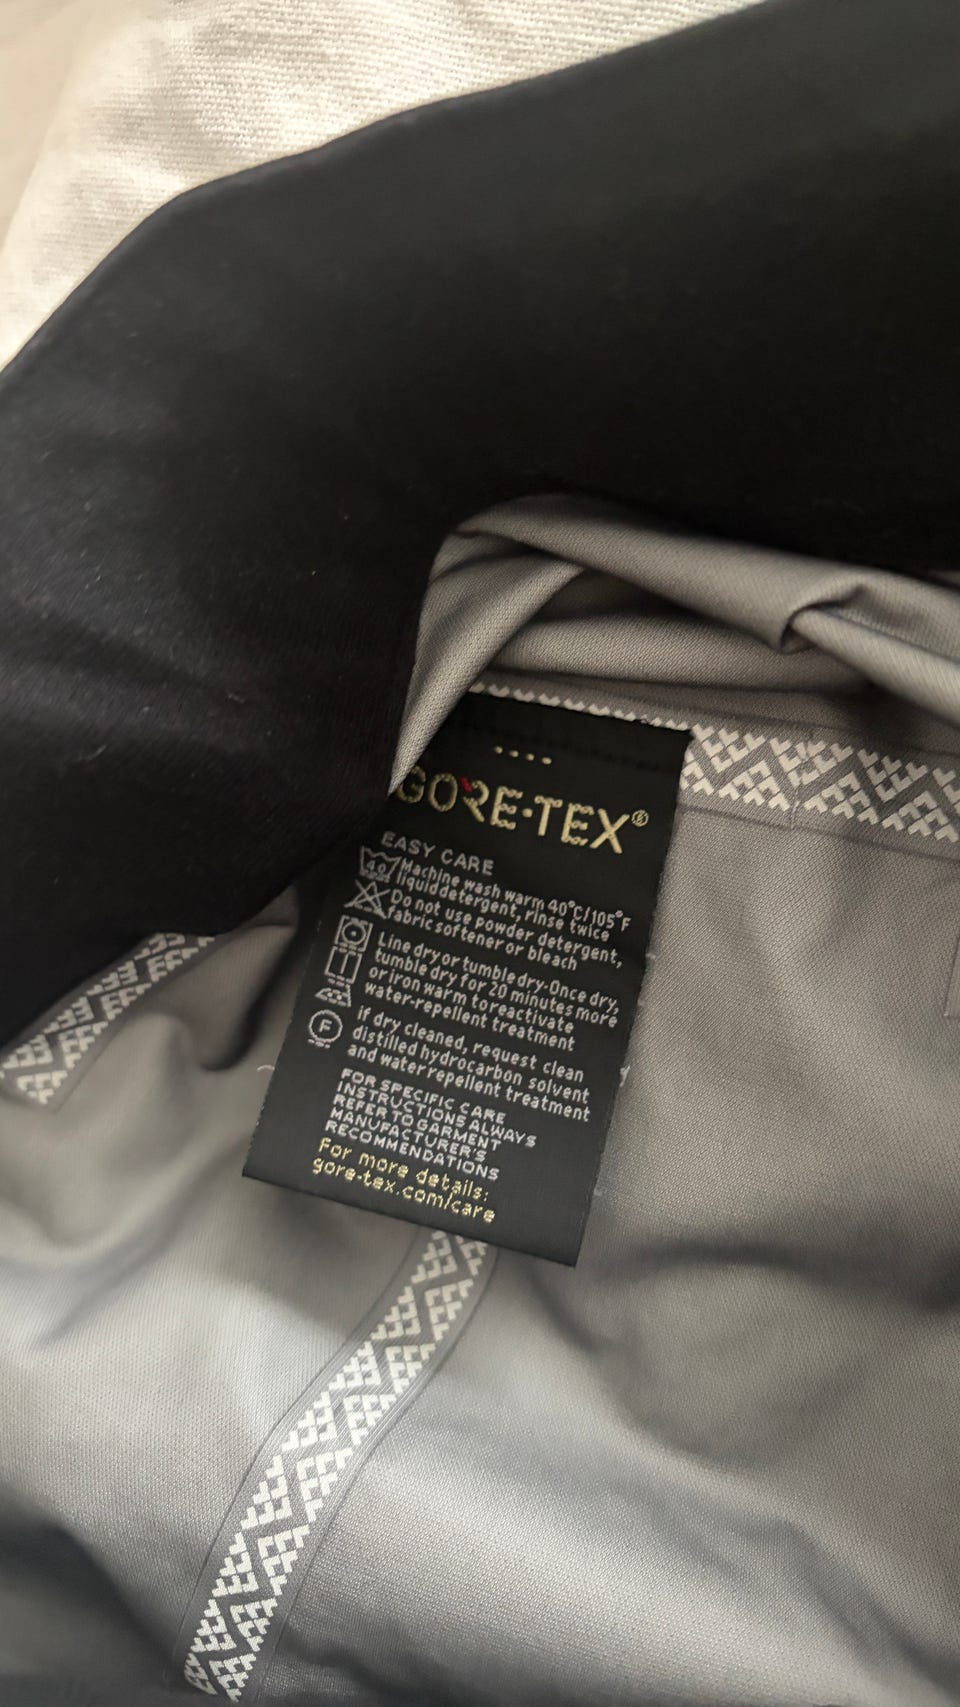 GORE-TEX®
EASY CARE
40
Machine wash warm 40°C/105°F
liquid detergent, rinse twice
Do not use powder detergent,
fabric softener or bleach
Line dry or tumble dry-Once dry,
tumble dry for 20 minutes more
or iron warm to reactivate
water-repellent treatment
F
if dry cleaned, request clean
distilled hydrocarbon solvent
and water repellent treatment
FOR SPECIFIC CARE
INSTRUCTIONS ALWAYS
REFER TO GARMENT
MANUFACTURER'S
RECOMMENDATIONS
For more details:
gore-tex.com/care